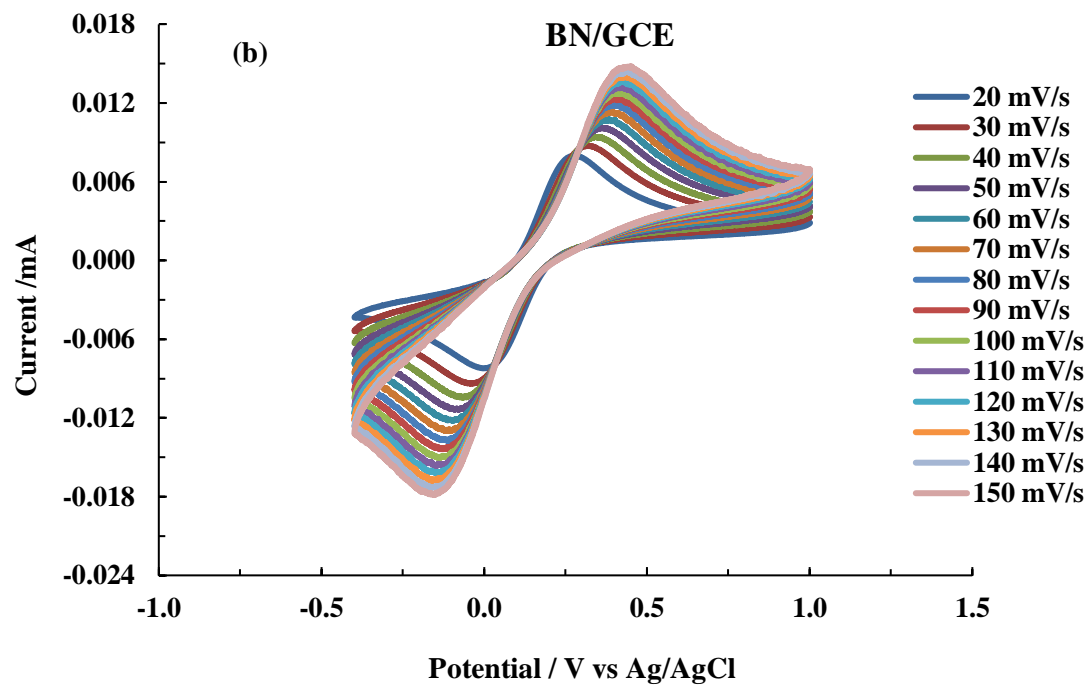 BN/GCE
(b)
0.018
0.012
0.006
0.000
-0.006
-0.012
-0.018
-0.024
Current /mA
-1.0 -0.5 0.0 0.5 1.0 1.5
Potential / V vs Ag/AgCl
20 mV/s
30 mV/s
40 mV/s
50 mV/s
60 mV/s
70 mV/s
80 mV/s
90 mV/s
100 mV/s
110 mV/s
120 mV/s
130 mV/s
140 mV/s
150 mV/s